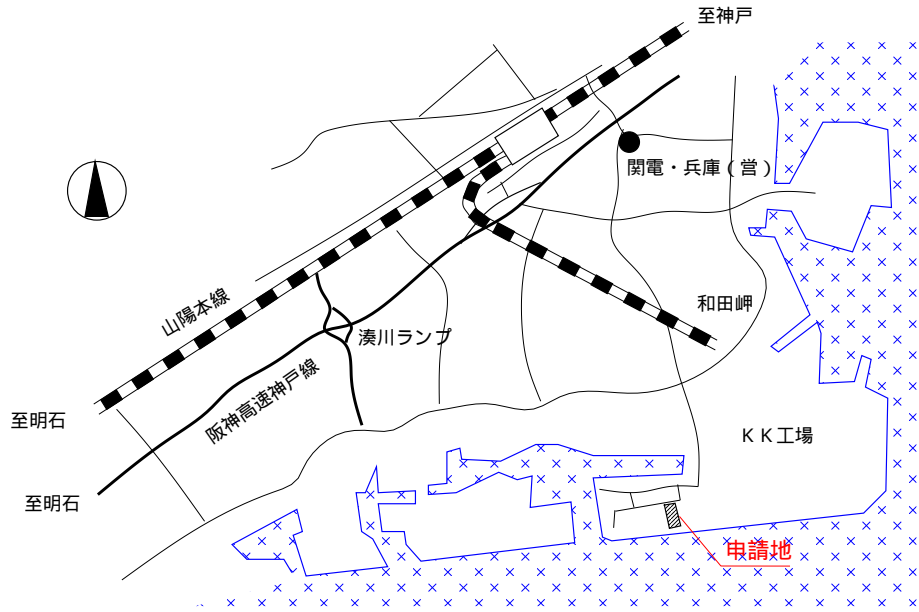 至神戸
関電・兵庫(営)
山陽本線
和田岬
湊川ランプ
阪神高速神戸線
至明石
KK工場
至明石
申請地